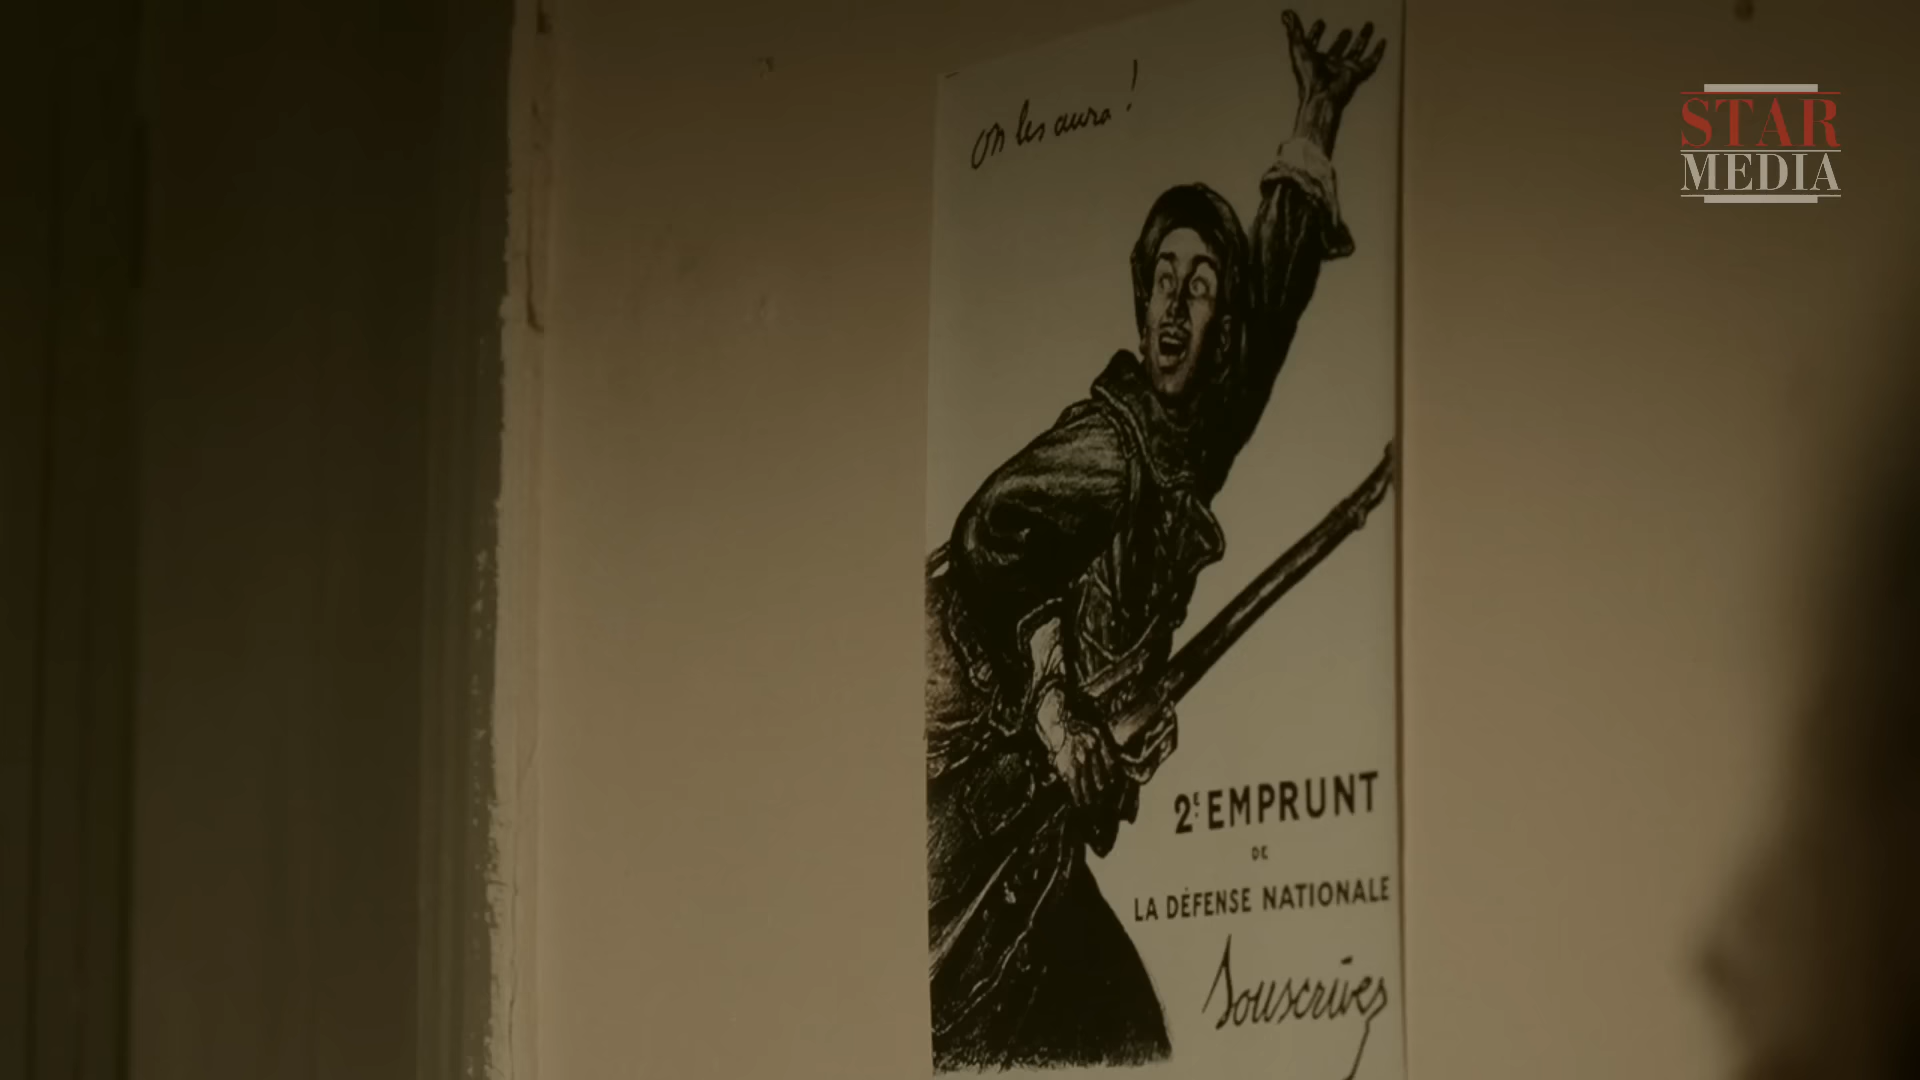 On les aura !
STAR
MEDIA
2E EMPRUNT
DE
LA DÉFENSE NATIONALE
Souscrivez